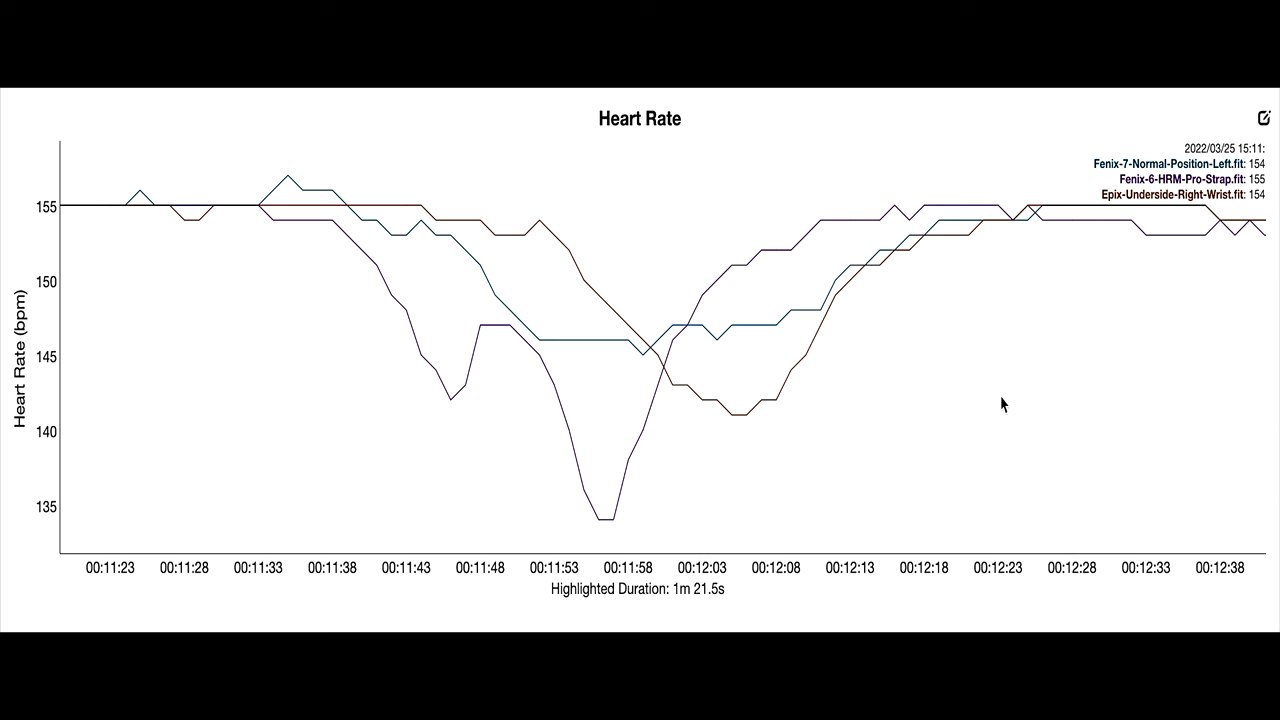 Heart Rate
2022/03/25 15:11:
Fenix-7-Normal-Position-Left.fit: 154
Fenix-6-HRM-Pro-Strap.fit: 155
Epix-Underside-Right-Wrist.fit: 154
Heart Rate (bpm)
155
150
145
140
135
00:11:23 00:11:28 00:11:33 00:11:38 00:11:43 00:11:48 00:11:53 00:11:58 00:12:03 00:12:08 00:12:13 00:12:18 00:12:23 00:12:28 00:12:33 00:12:38
Highlighted Duration: 1m 21.5s